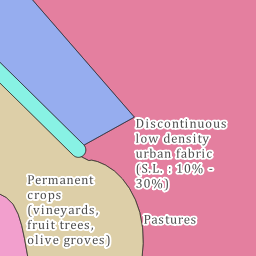 Discontinuous
low density
urban fabric
(S.L. : 10% -
30%)
Permanent
crops
(vineyards,
fruit trees,
olive groves)
Pastures